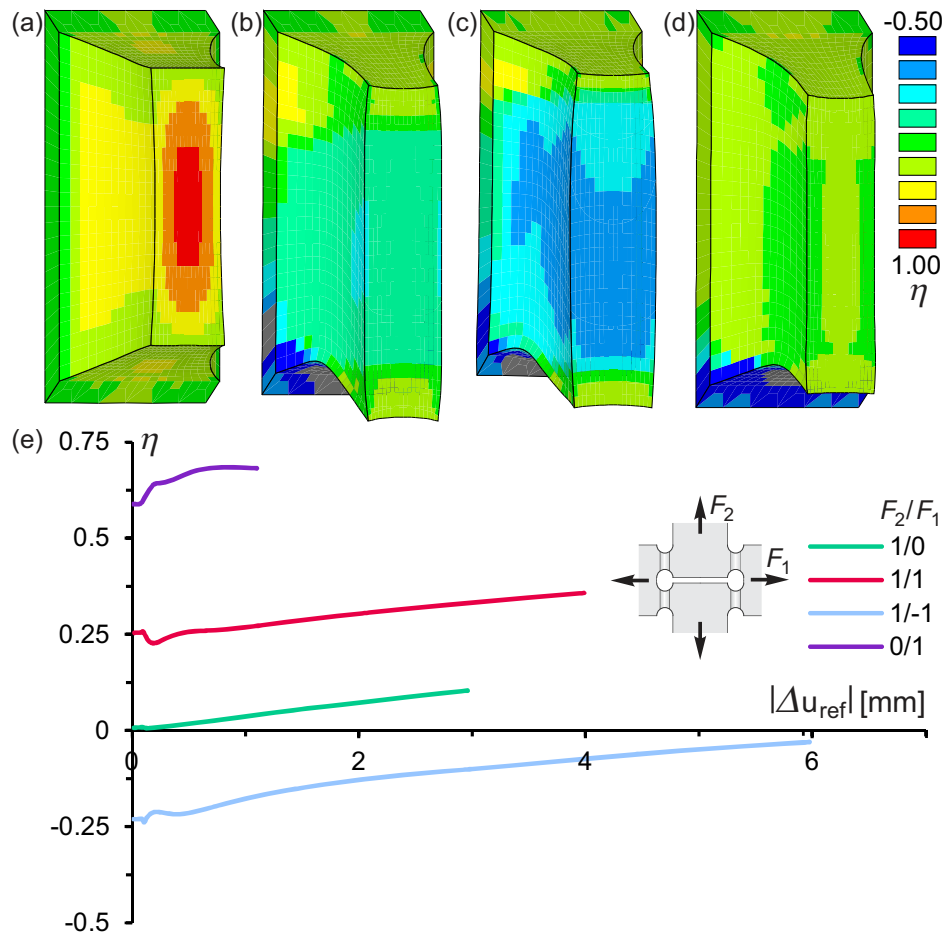 (a) (b) (c) (d) -0.50
1.00
η
(e) 0.75 η
0.5
0.25
0
-0.25
-0.5
0 2 4 6
|Δu_ref| [mm]
F₂
F₁
F₂/F₁
1/0
1/1
1/-1
0/1